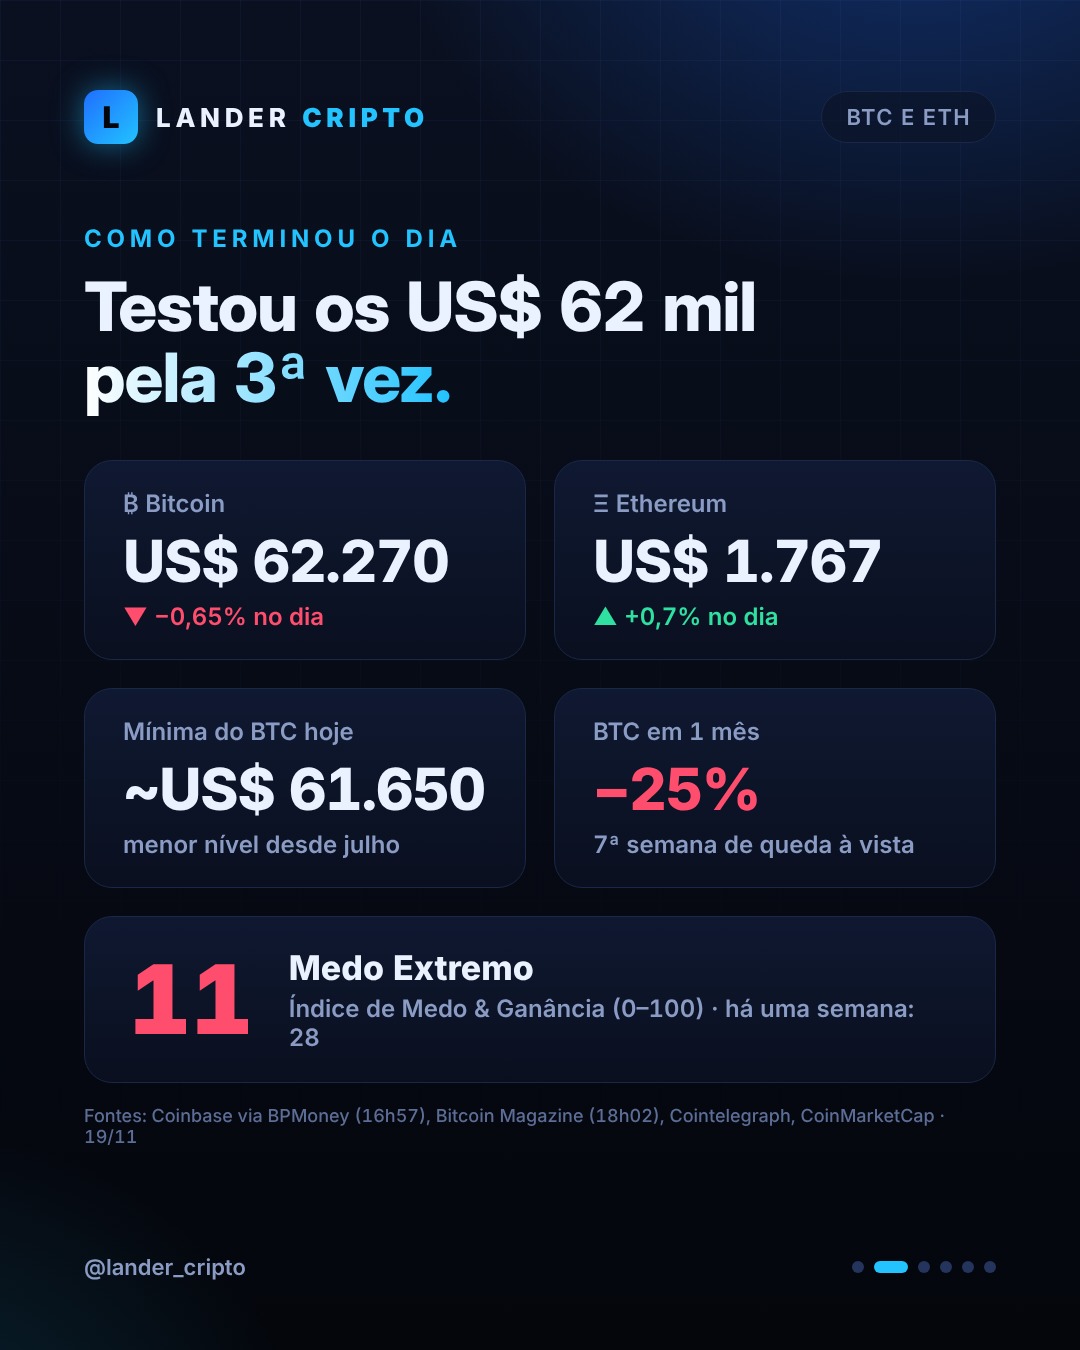 L LANDER CRIPTO
BTC E ETH
COMO TERMINOU O DIA
Testou os US$ 62 mil
pela 3ª vez.
₿ Bitcoin
US$ 62.270
▼ −0,65% no dia
Ξ Ethereum
US$ 1.767
▲ +0,7% no dia
Mínima do BTC hoje
~US$ 61.650
menor nível desde julho
BTC em 1 mês
−25%
7ª semana de queda à vista
11
Medo Extremo
Índice de Medo & Ganância (0–100) · há uma semana:
28
Fontes: Coinbase via BPMoney (16h57), Bitcoin Magazine (18h02), Cointelegraph, CoinMarketCap ·
19/11
@lander_cripto